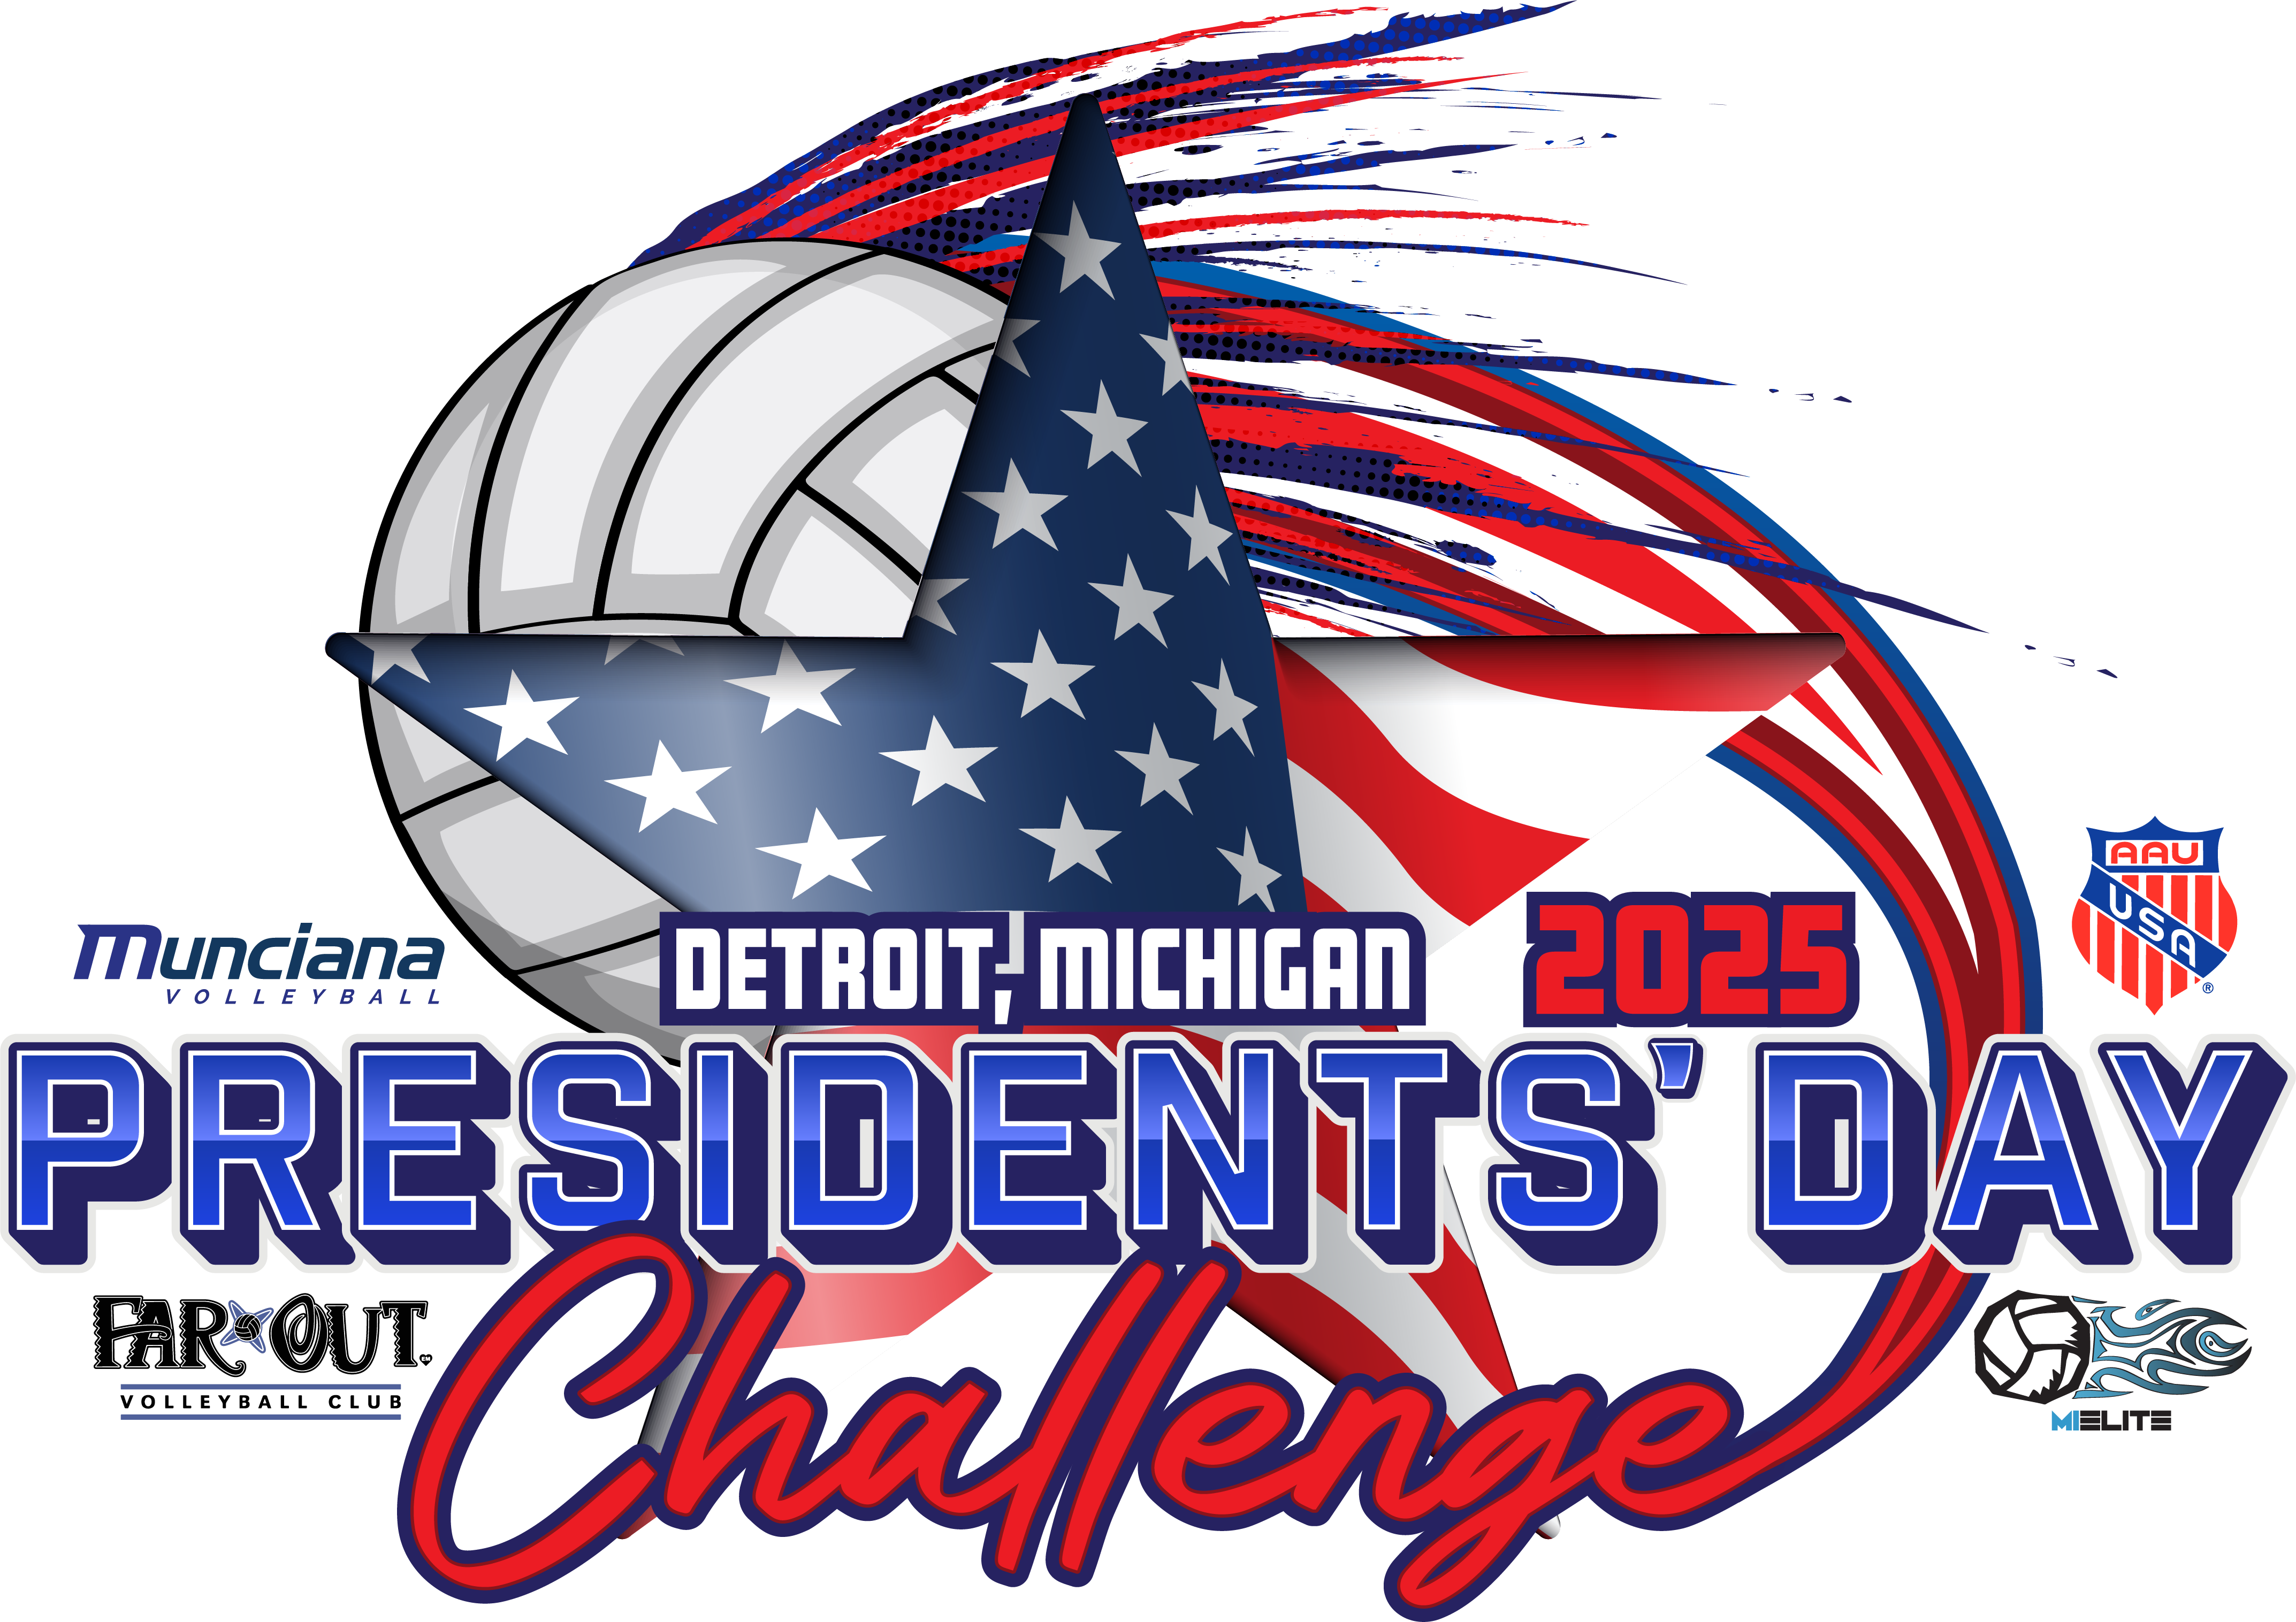 AAU
USA
®
DETROIT, MICHIGAN
2025
Munciana
VOLLEYBALL
PRESIDENTS' DAY
Challenge
FAR OUT
VOLLEYBALL CLUB
MIELITE